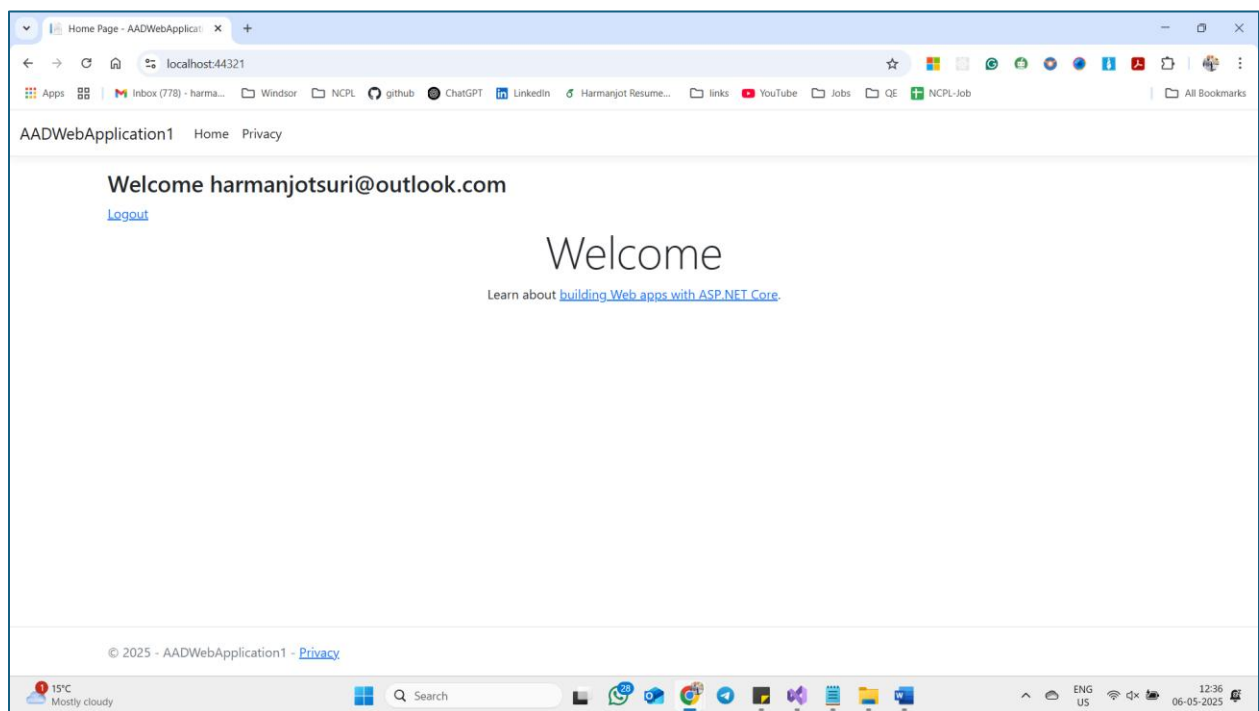 Home Page - AADWebApplicati
localhost:44321
Apps Inbox (778) - harma... Windsor NCPL github ChatGPT LinkedIn Harmanjot Resume... links YouTube Jobs QE NCPL-Job All Bookmarks
AADWebApplication1 Home Privacy
Welcome harmanjotsuri@outlook.com
Logout
Welcome
Learn about building Web apps with ASP.NET Core.
© 2025 - AADWebApplication1 - Privacy
1 15°C
Mostly cloudy
Search
28
ENG
US
12:36
06-05-2025